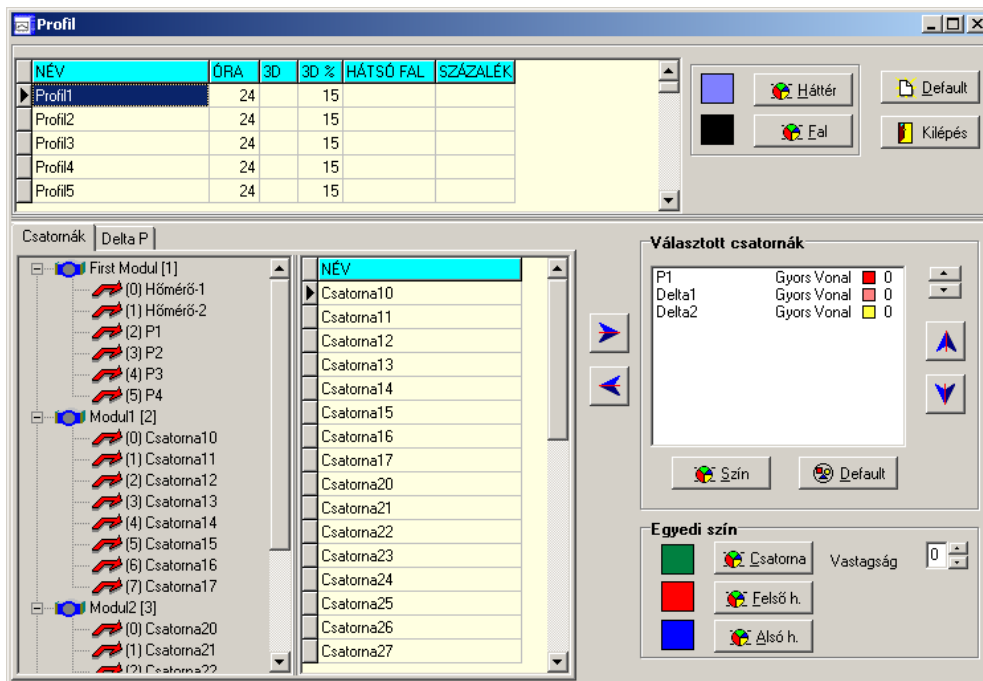 Profil
NÉV ÓRA 3D 3D % HÁTSÓ FAL SZÁZALÉK
Profil1 24 15
Profil2 24 15
Profil3 24 15
Profil4 24 15
Profil5 24 15
Háttér
Fal
Default
Kilépés
Csatornák Delta P
First Modul [1]
(0) Hőmérő-1
(1) Hőmérő-2
(2) P1
(3) P2
(4) P3
(5) P4
Modul1 [2]
(0) Csatorna10
(1) Csatorna11
(2) Csatorna12
(3) Csatorna13
(4) Csatorna14
(5) Csatorna15
(6) Csatorna16
(7) Csatorna17
Modul2 [3]
(0) Csatorna20
(1) Csatorna21
(2) Csatorna22
NÉV
Csatorna10
Csatorna11
Csatorna12
Csatorna13
Csatorna14
Csatorna15
Csatorna16
Csatorna17
Csatorna20
Csatorna21
Csatorna22
Csatorna23
Csatorna24
Csatorna25
Csatorna26
Csatorna27
Választott csatornák
P1 Gyors Vonal 0
Delta1 Gyors Vonal 0
Delta2 Gyors Vonal 0
Szín
Default
Egyedi szín
Csatorna Vastagság 0
Felső h.
Alsó h.